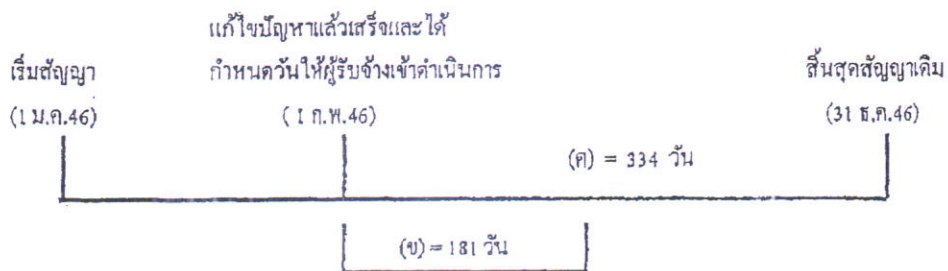 แก้ไขปัญหาแล้วเสร็จและได้
เริ่มสัญญา กำหนดวันให้ผู้รับจ้างเข้าดำเนินการ สิ้นสุดสัญญาเดิม
(1 ม.ค.46) (1 ก.พ.46) (31 ธ.ค.46)
(ค) = 334 วัน
(ข) = 181 วัน